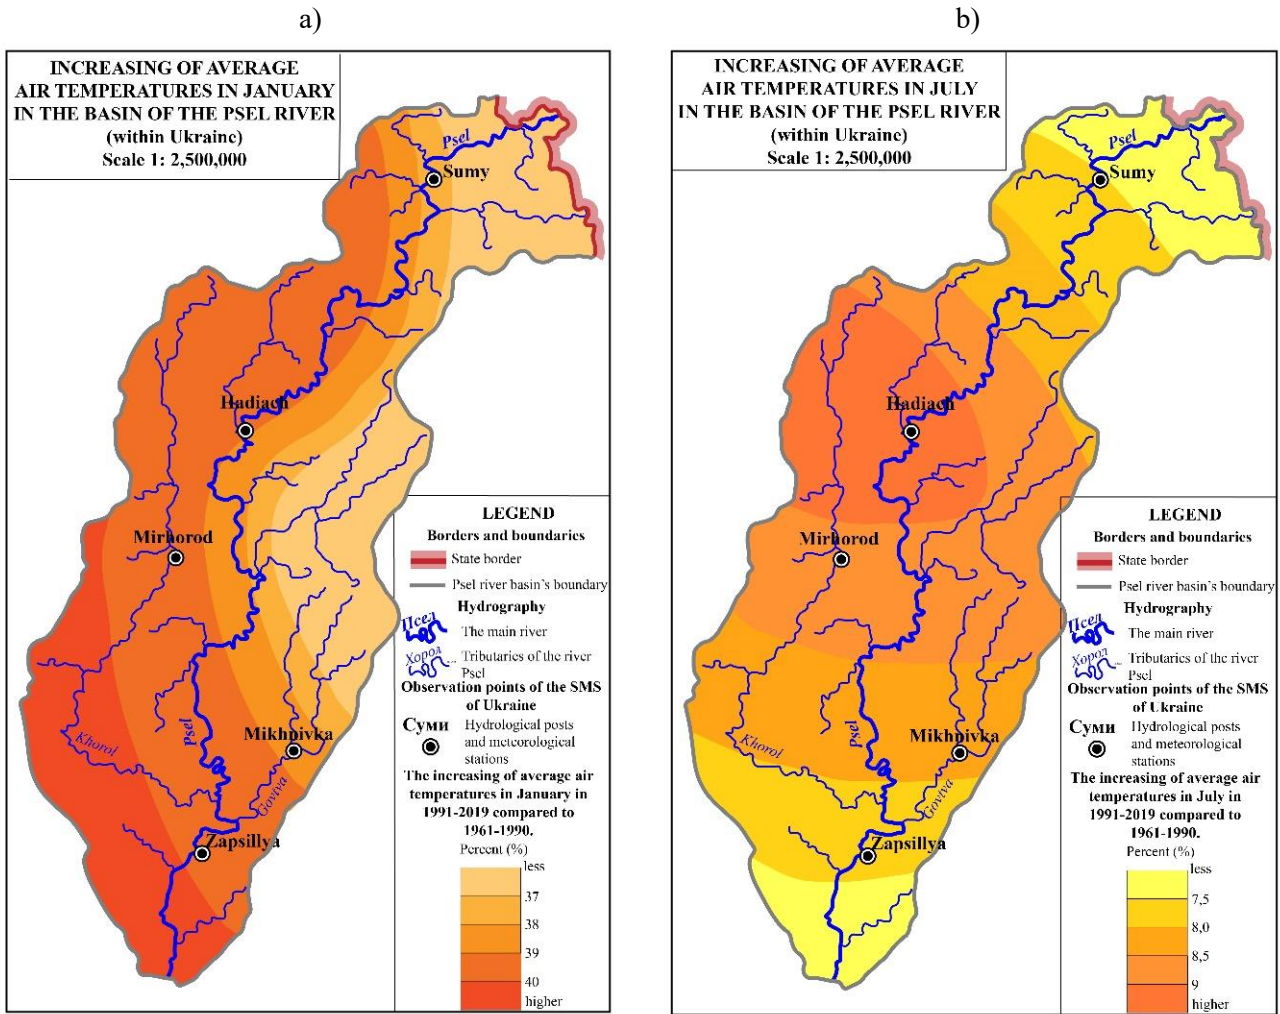 a)
INCREASING OF AVERAGE
AIR TEMPERATURES IN JANUARY
IN THE BASIN OF THE PSEL RIVER
(within Ukraine)
Scale 1: 2,500,000
Psel
Sumy
Hadiach
Mirhorod
Psel
Khorol
Mikhnivka
Govtva
Zapsillya
LEGEND
Borders and boundaries
State border
Psel river basin's boundary
Hydrography
Псел
The main river
Хорол
Tributaries of the river
Psel
Observation points of the SMS
of Ukraine
Суми
Hydrological posts
and meteorological
stations
The increasing of average air
temperatures in January in
1991-2019 compared to
1961-1990.
Percent (%)
less
37
38
39
40
higher
b)
INCREASING OF AVERAGE
AIR TEMPERATURES IN JULY
IN THE BASIN OF THE PSEL RIVER
(within Ukraine)
Scale 1: 2,500,000
Psel
Sumy
Hadiach
Mirhorod
Psel
Khorol
Mikhnivka
Govtva
Zapsillya
LEGEND
Borders and boundaries
State border
Psel river basin's boundary
Hydrography
Псел
The main river
Хорол
Tributaries of the river
Psel
Observation points of the SMS
of Ukraine
Суми
Hydrological posts
and meteorological
stations
The increasing of average air
temperatures in July in
1991-2019 compared to
1961-1990.
Percent (%)
less
7,5
8,0
8,5
9
higher